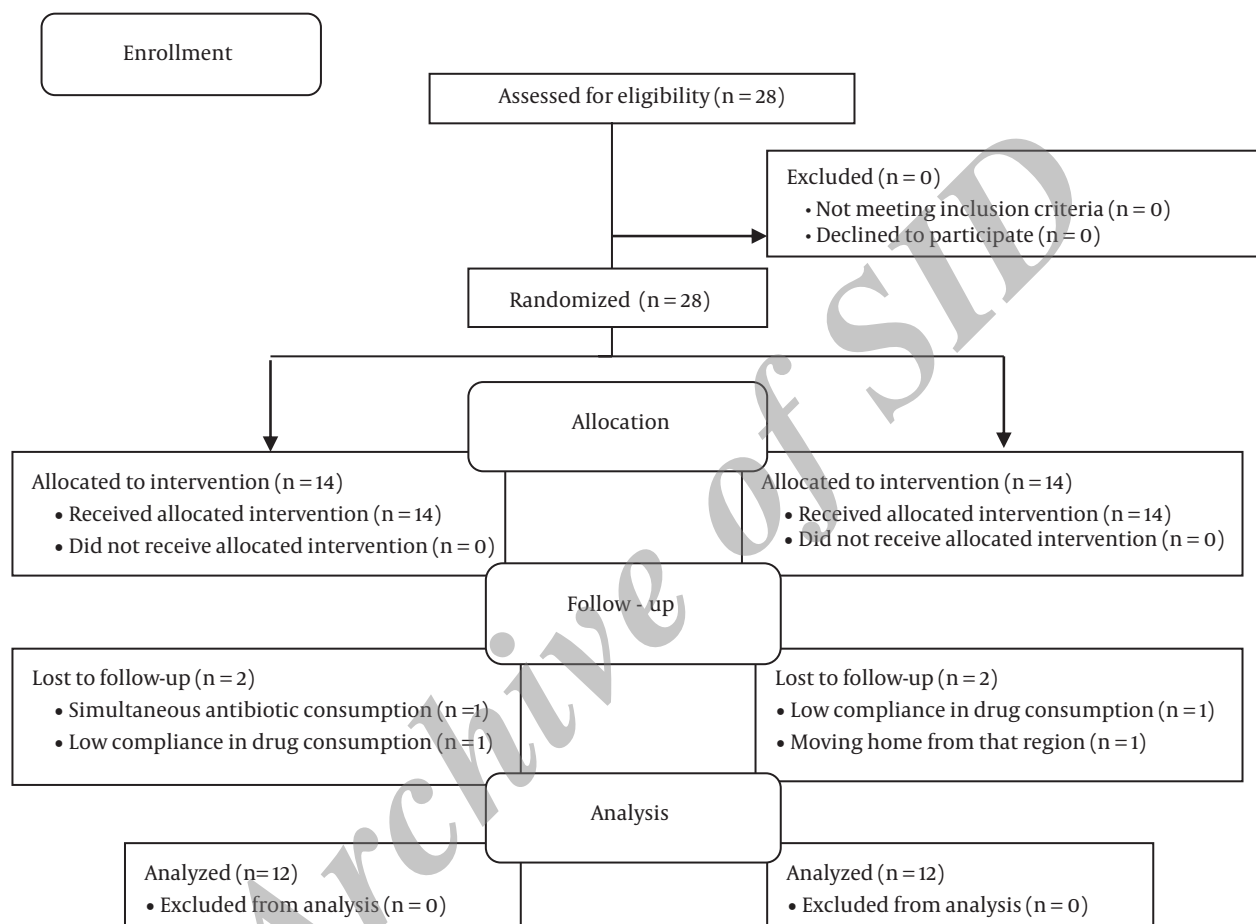 Enrollment
Assessed for eligibility (n = 28)
Excluded (n = 0)
• Not meeting inclusion criteria (n = 0)
• Declined to participate (n = 0)
Randomized (n = 28)
Allocation
Allocated to intervention (n = 14)
• Received allocated intervention (n = 14)
• Did not receive allocated intervention (n = 0)
Allocated to intervention (n = 14)
• Received allocated intervention (n = 14)
• Did not receive allocated intervention (n = 0)
Follow - up
Lost to follow-up (n = 2)
• Simultaneous antibiotic consumption (n =1)
• Low compliance in drug consumption (n = 1)
Lost to follow-up (n = 2)
• Low compliance in drug consumption (n = 1)
• Moving home from that region (n = 1)
Analysis
Analyzed (n= 12)
• Excluded from analysis (n = 0)
Analyzed (n = 12)
• Excluded from analysis (n = 0)
Archive of SID